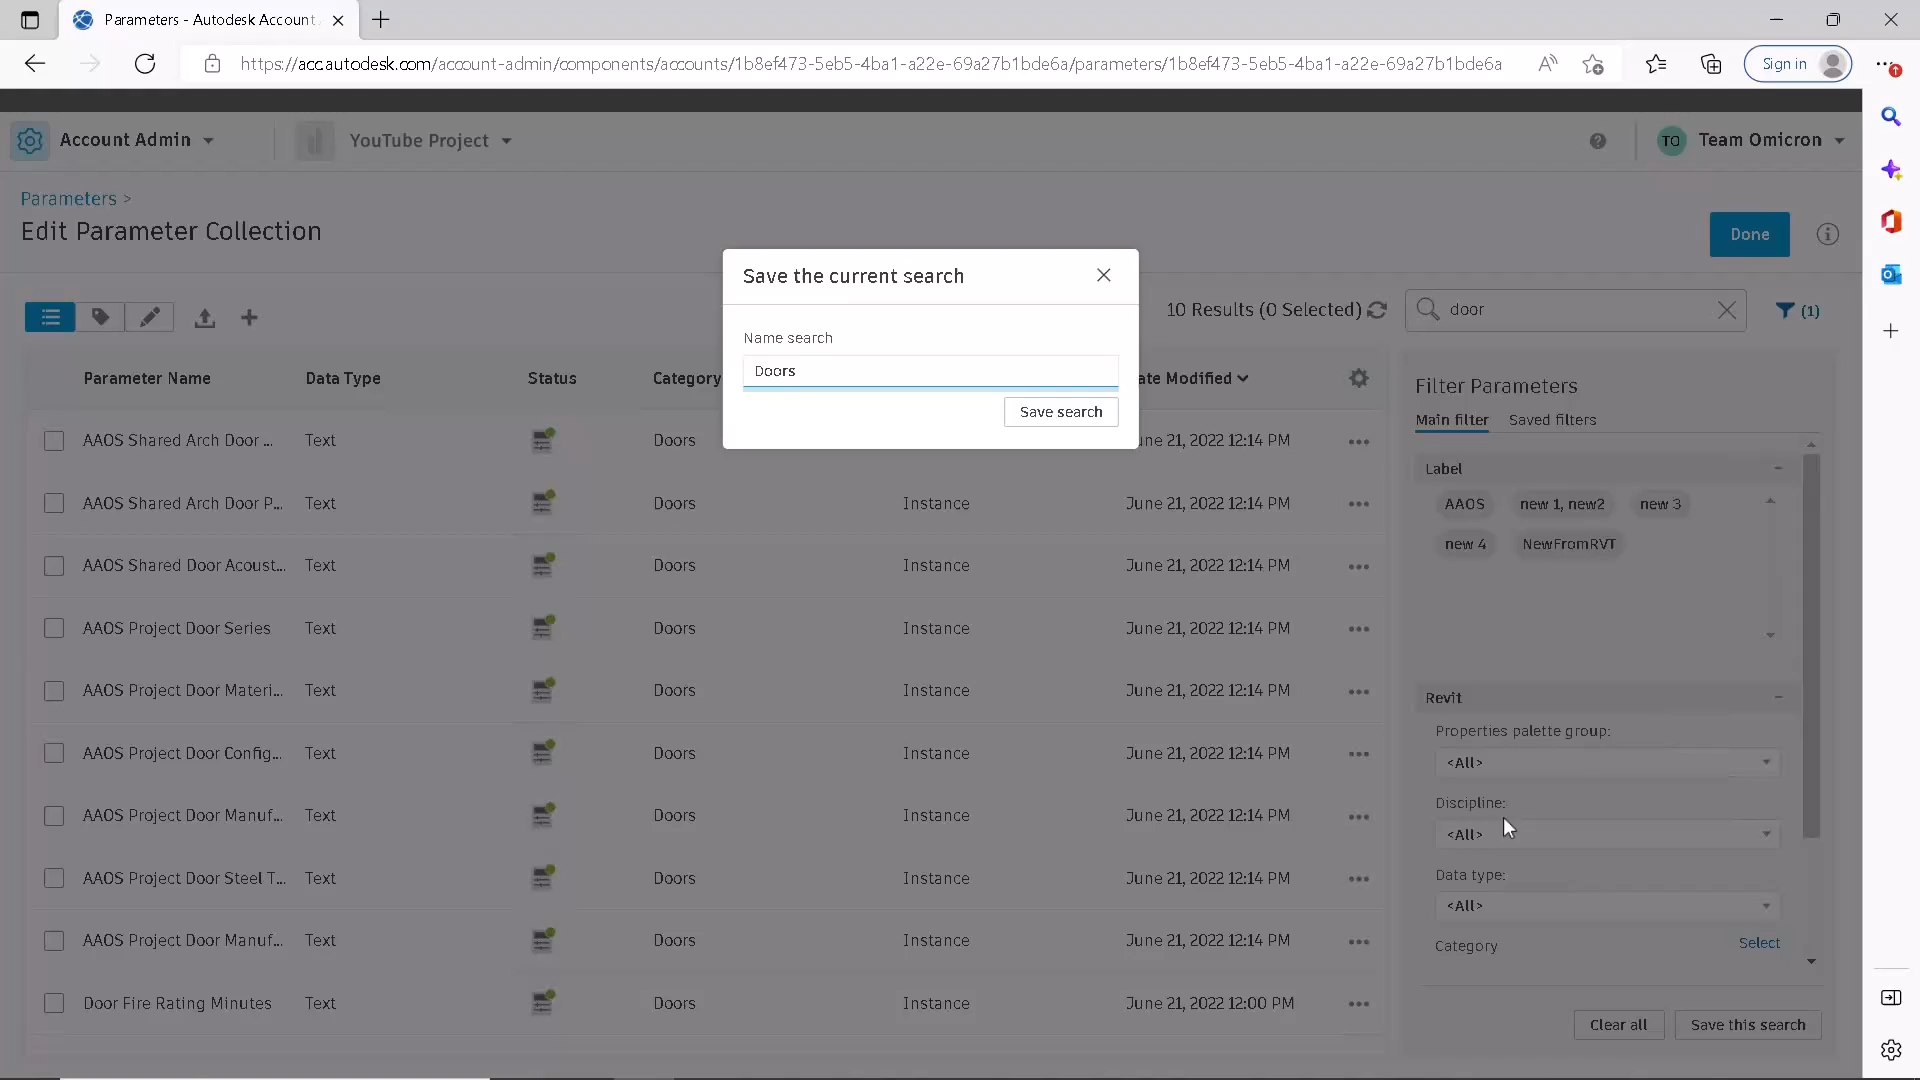 Parameters - Autodesk Account
https://acc.autodesk.com/account-admin/components/accounts/1b8ef473-5eb5-4ba1-a22e-69a27b1bde6a/parameters/1b8ef473-5eb5-4ba1-a22e-69a27b1bde6a
Sign in
Account Admin
YouTube Project
TO Team Omicron
Parameters >
Edit Parameter Collection
Done
Save the current search
Name search
Doors
Save search
10 Results (0 Selected)
door
(1)
Parameter Name Data Type Status Category ate Modified
AAOS Shared Arch Door ... Text Doors une 21, 2022 12:14 PM
AAOS Shared Arch Door P... Text Doors Instance June 21, 2022 12:14 PM
AAOS Shared Door Acoust... Text Doors Instance June 21, 2022 12:14 PM
AAOS Project Door Series Text Doors Instance June 21, 2022 12:14 PM
AAOS Project Door Materi... Text Doors Instance June 21, 2022 12:14 PM
AAOS Project Door Config... Text Doors Instance June 21, 2022 12:14 PM
AAOS Project Door Manuf... Text Doors Instance June 21, 2022 12:14 PM
AAOS Project Door Steel T... Text Doors Instance June 21, 2022 12:14 PM
AAOS Project Door Manuf... Text Doors Instance June 21, 2022 12:14 PM
Door Fire Rating Minutes Text Doors Instance June 21, 2022 12:00 PM
Filter Parameters
Main filter Saved filters
Label
AAOS new 1, new2 new 3
new 4 NewFromRVT
Revit
Properties palette group:
<All>
Discipline:
<All>
Data type:
<All>
Category Select
Clear all Save this search